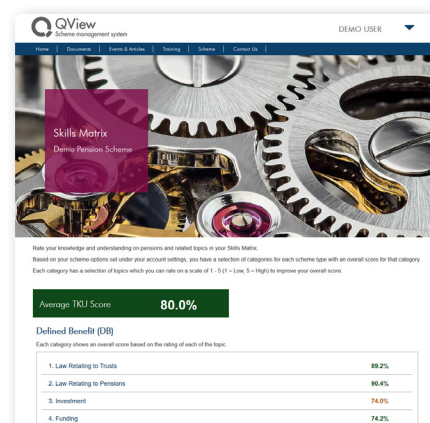 QView
Scheme management system
DEMO USER
Home | Documents | Events & Articles | Training | Scheme | Contact Us |
Skills Matrix
Demo Pension Scheme
Rate your knowledge and understanding on pensions and related topics in your Skills Matrix.
Based on your scheme options set under your account settings, you have a selection of categories for each scheme type with an overall score for that category.
Each category has a selection of topics which you can rate on a scale of 1 - 5 (1 = Low, 5 = High) to improve your overall score.
Average TKU Score 80.0%
Defined Benefit (DB)
Each category shows an overall score based on the rating of each of the topic.
1. Law Relating to Trusts 89.2%
2. Law Relating to Pensions 90.4%
3. Investment 74.0%
4. Funding 74.2%